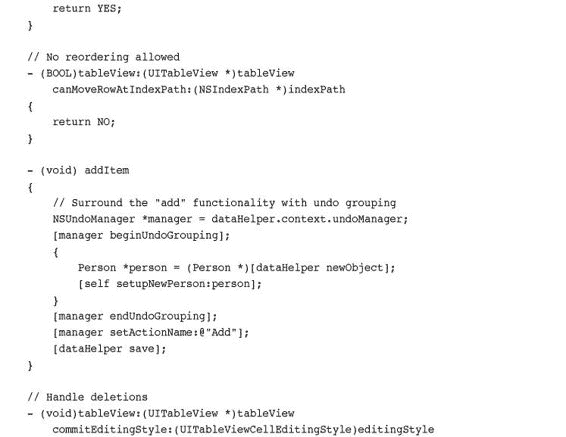 return YES;
}
// No reordering allowed
- (BOOL)tableView:(UITableView *)tableView
canMoveRowAtIndexPath:(NSIndexPath *)indexPath
{
return NO;
}
- (void) addItem
{
// Surround the "add" functionality with undo grouping
NSUndoManager *manager = dataHelper.context.undoManager;
[manager beginUndoGrouping];
{
Person *person = (Person *)[dataHelper newObject];
[self setupNewPerson:person];
}
[manager endUndoGrouping];
[manager setActionName:@"Add"];
[dataHelper save];
}
// Handle deletions
- (void)tableView:(UITableView *)tableView
commitEditingStyle:(UITableViewCellEditingStyle)editingStyle